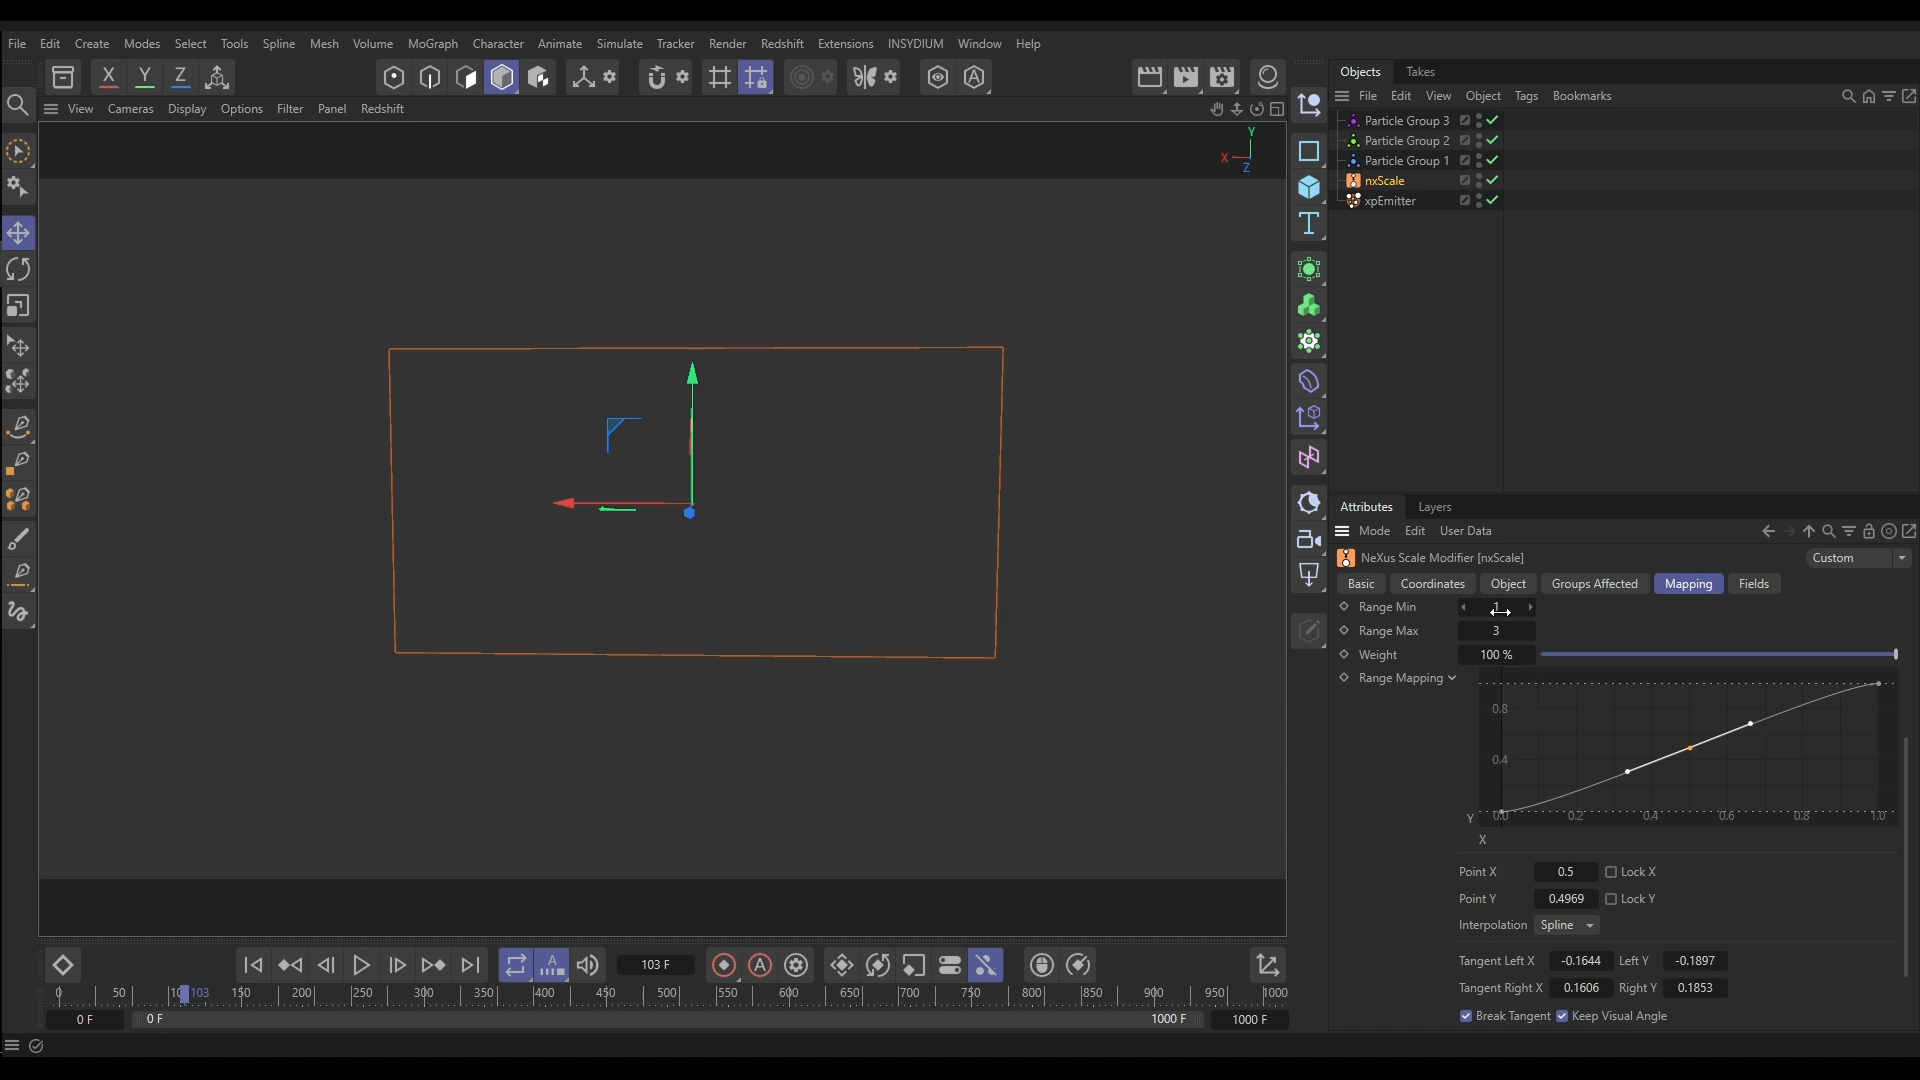 File Edit Create Modes Select Tools Spline Mesh Volume MoGraph Character Animate Simulate Tracker Render Redshift Extensions INSYDIUM Window Help
X Y Z
View Cameras Display Options Filter Panel Redshift
Y
X
Z
Objects Takes
File Edit View Object Tags Bookmarks
Particle Group 3
Particle Group 2
Particle Group 1
nxScale
xpEmitter
Attributes Layers
Mode Edit User Data
NeXus Scale Modifier [nxScale] Custom
Basic Coordinates Object Groups Affected Mapping Fields
Range Min 1
Range Max 3
Weight 100 %
Range Mapping
0.8
0.4
Y 0.0 0.2 0.4 0.6 0.8 1.0
X
Point X 0.5 Lock X
Point Y 0.4969 Lock Y
Interpolation Spline
Tangent Left X -0.1644 Left Y -0.1897
Tangent Right X 0.1606 Right Y 0.1853
Break Tangent Keep Visual Angle
103 F
0 50 103 150 200 250 300 350 400 450 500 550 600 650 700 750 800 850 900 950 1000
0 F 0 F 1000 F 1000 F